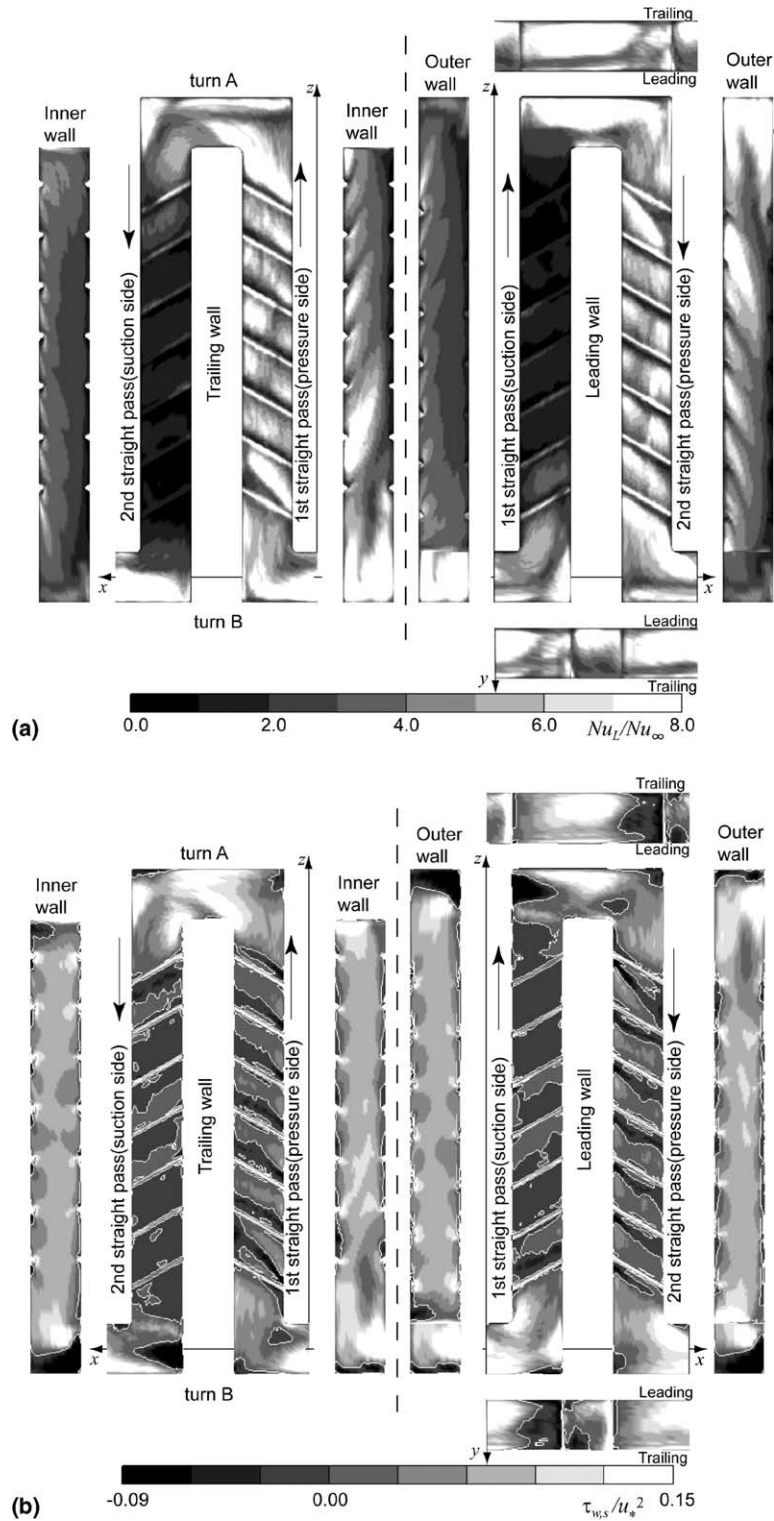 Trailing
Leading
turn A
z
Outer
wall
Outer
wall
Inner
wall
Inner
wall
2nd straight pass(suction side)
Trailing wall
1st straight pass(pressure side)
1st straight pass(suction side)
Leading wall
2nd straight pass(pressure side)
x
x
turn B
Leading
y
Trailing
0.0 2.0 4.0 6.0 8.0
Nu_L/Nu_∞
(a)
Trailing
Leading
turn A
z
Outer
wall
Outer
wall
Inner
wall
Inner
wall
2nd straight pass(suction side)
Trailing wall
1st straight pass(pressure side)
1st straight pass(suction side)
Leading wall
2nd straight pass(pressure side)
x
x
turn B
Leading
y
Trailing
-0.09 0.00 0.15
τ_w,s/u_*²
(b)